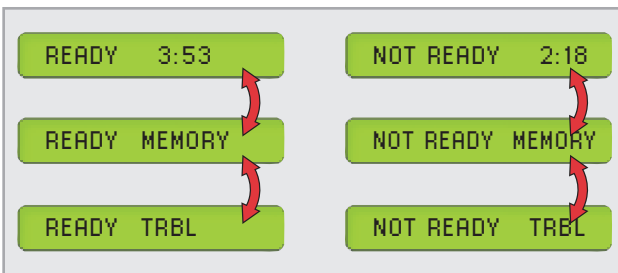 READY 3:53
READY MEMORY
READY TRBL
NOT READY 2:18
NOT READY MEMORY
NOT READY TRBL